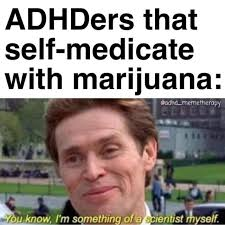 ADHDers that
self-medicate
with marijuana:
@adhd_memetherapy
You know, I'm something of a scientist myself.